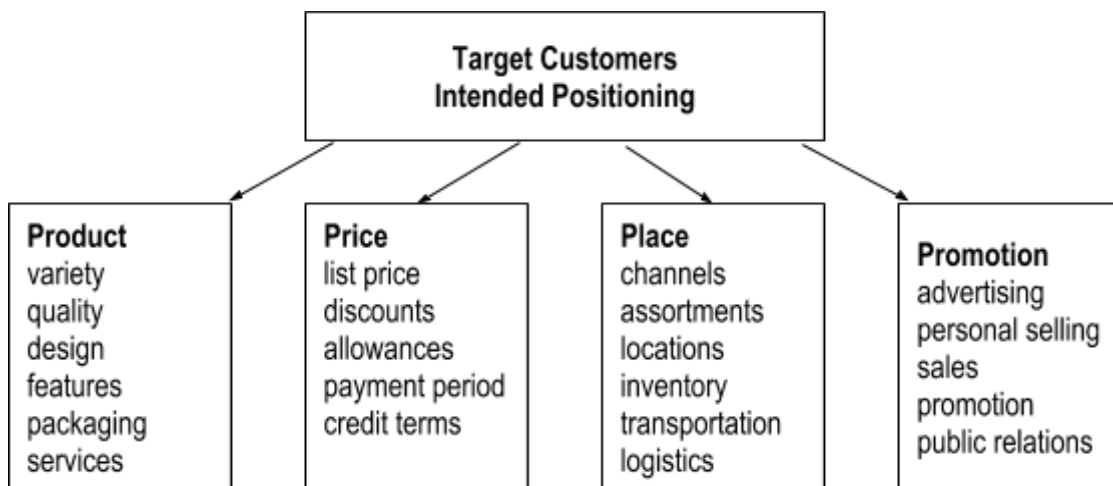 Target Customers
Intended Positioning
Product
variety
quality
design
features
packaging
services
Price
list price
discounts
allowances
payment period
credit terms
Place
channels
assortments
locations
inventory
transportation
logistics
Promotion
advertising
personal selling
sales
promotion
public relations